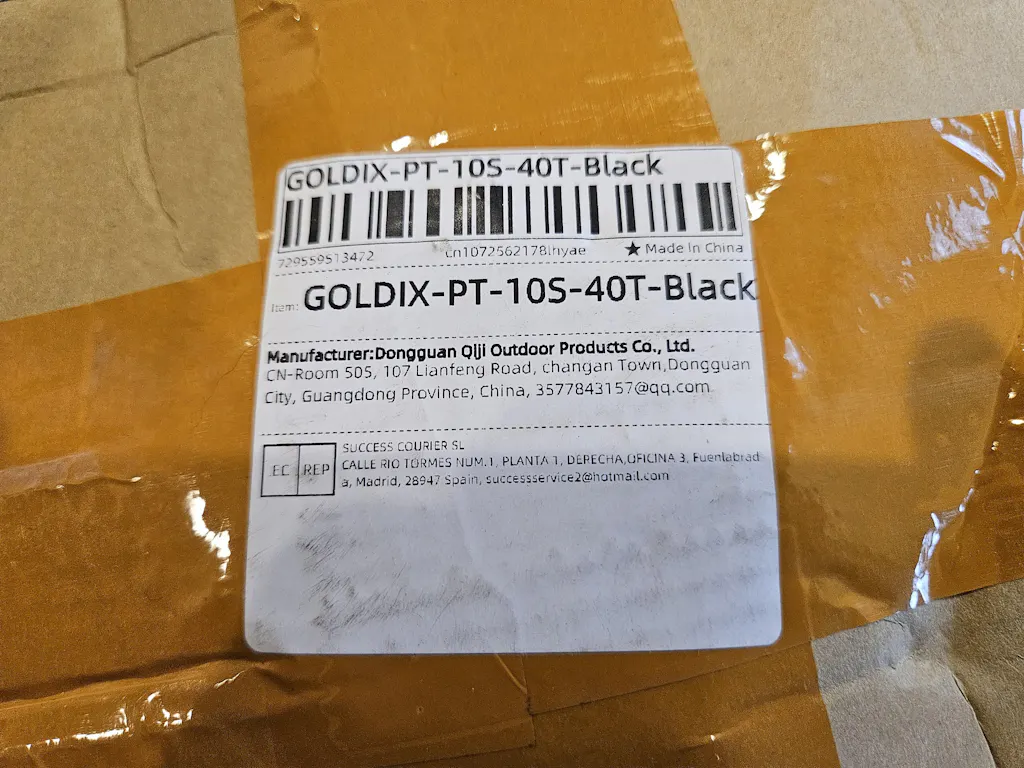 GOLDIX-PT-10S-40T-Black
729559513472 cn1072562178lhyae ★ Made In China
Item: GOLDIX-PT-10S-40T-Black
Manufacturer:Dongguan Qiji Outdoor Products Co., Ltd.
CN-Room 505, 107 Lianfeng Road, changan Town,Dongguan
City, Guangdong Province, China, 3577843157@qq.com
EC REP
SUCCESS COURIER SL
CALLE RIO TORMES NUM.1, PLANTA 1, DERECHA,OFICINA 3, Fuenlabrad
a, Madrid, 28947 Spain, successservice2@hotmail.com